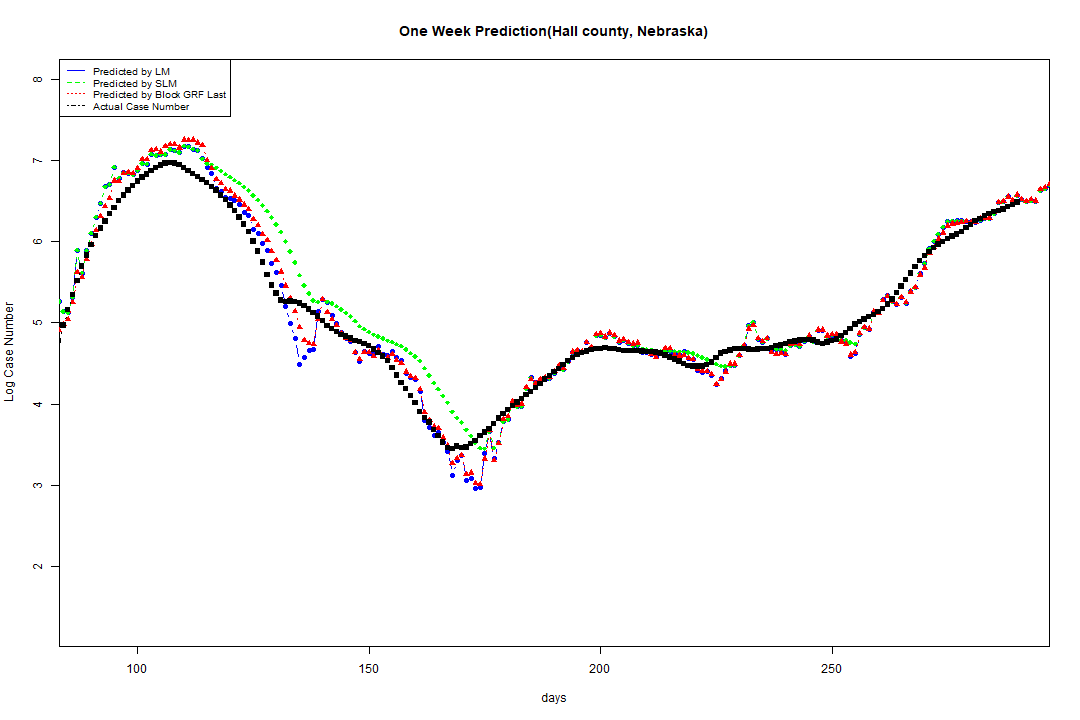 One Week Prediction(Hall county, Nebraska)
Predicted by LM
Predicted by SLM
Predicted by Block GRF Last
Actual Case Number
8
7
6
5
4
3
2
Log Case Number
100 150 200 250
days